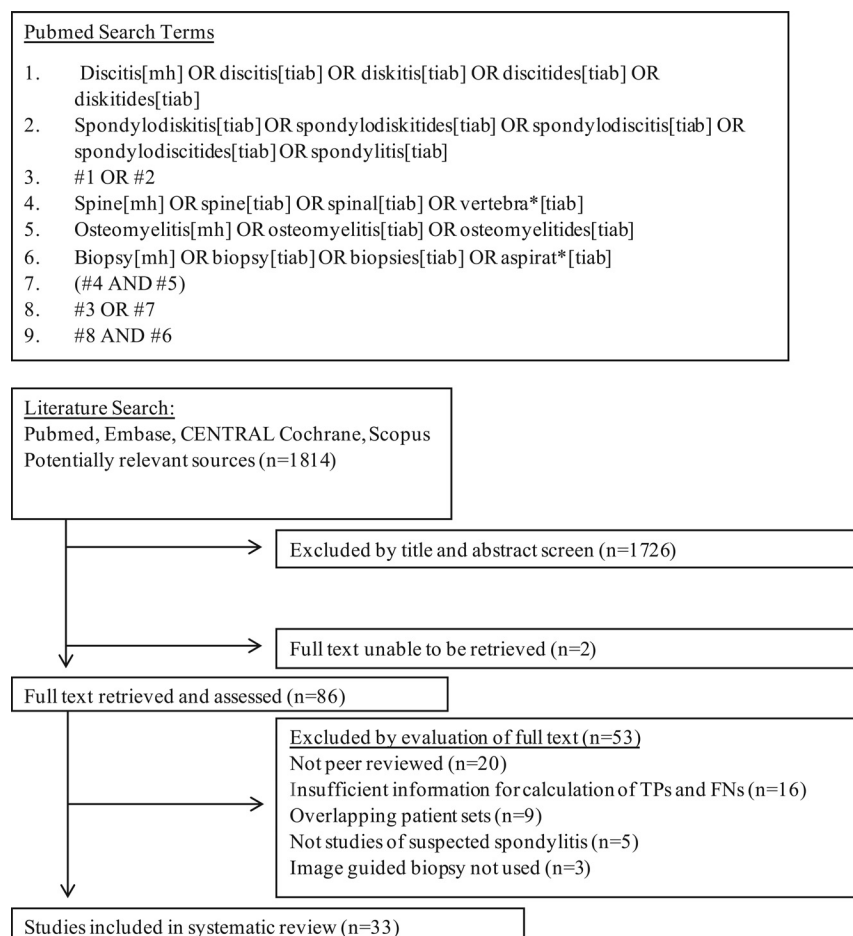 Pubmed Search Terms
1. Discitis[mh] OR discitis[tiab] OR diskitis[tiab] OR discitides[tiab] OR
diskitides[tiab]
2. Spondylodiskitis[tiab] OR spondylodiskitides[tiab] OR spondylodiscitis[tiab] OR
spondylodiscitides[tiab] OR spondylitis[tiab]
3. #1 OR #2
4. Spine[mh] OR spine[tiab] OR spinal[tiab] OR vertebra*[tiab]
5. Osteomyelitis[mh] OR osteomyelitis[tiab] OR osteomyelitides[tiab]
6. Biopsy[mh] OR biopsy[tiab] OR biopsies[tiab] OR aspirat*[tiab]
7. (#4 AND #5)
8. #3 OR #7
9. #8 AND #6
Literature Search:
Pubmed, Embase, CENTRAL Cochrane, Scopus
Potentially relevant sources (n=1814)
Excluded by title and abstract screen (n=1726)
Full text unable to be retrieved (n=2)
Full text retrieved and assessed (n=86)
Excluded by evaluation of full text (n=53)
Not peer reviewed (n=20)
Insufficient information for calculation of TPs and FNs (n=16)
Overlapping patient sets (n=9)
Not studies of suspected spondylitis (n=5)
Image guided biopsy not used (n=3)
Studies included in systematic review (n=33)